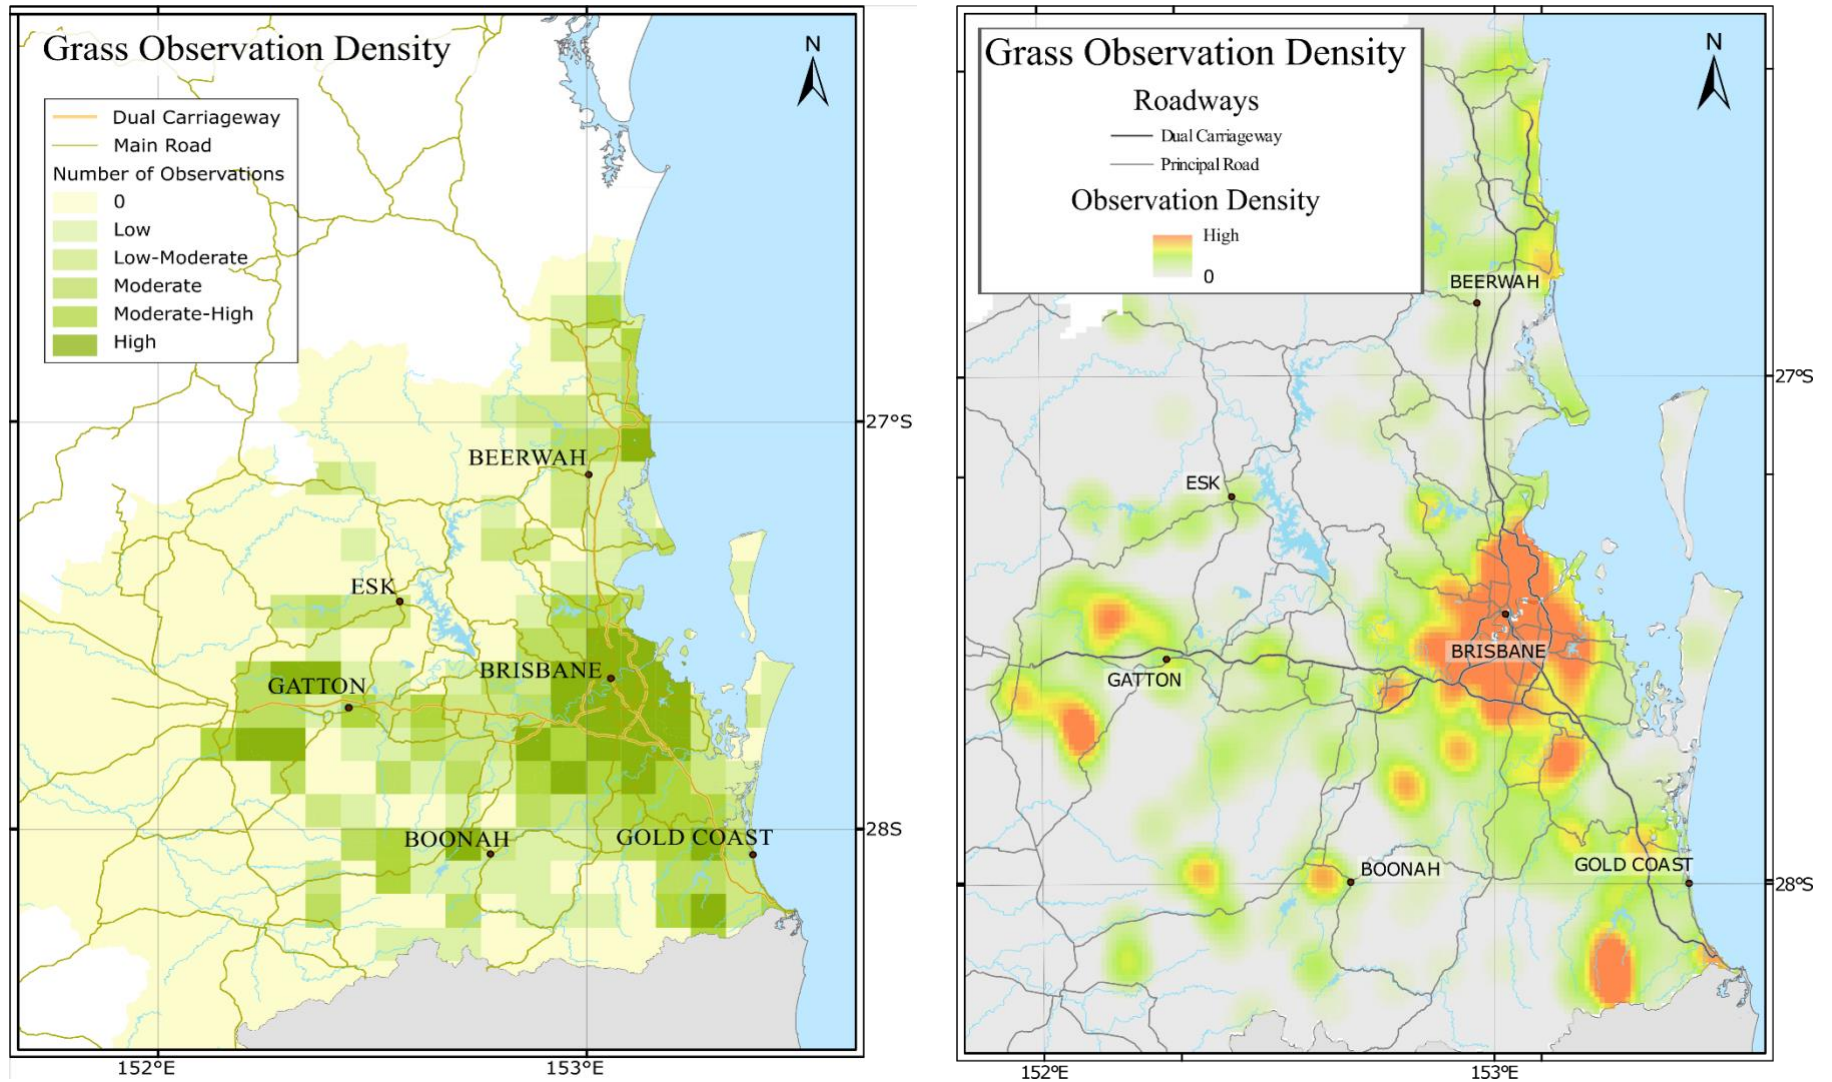 Grass Observation Density
N
Dual Carriageway
Main Road
Number of Observations
0
Low
Low-Moderate
Moderate
Moderate-High
High
27°S
BEERWAH
ESK
BRISBANE
GATTON
BOONAH
GOLD COAST
28S
152°E
153°E
Grass Observation Density
N
Roadways
Dual Carriageway
Principal Road
Observation Density
High
0
BEERWAH
27°S
ESK
BRISBANE
GATTON
GOLD COAST
BOONAH
28°S
152°E
153°E